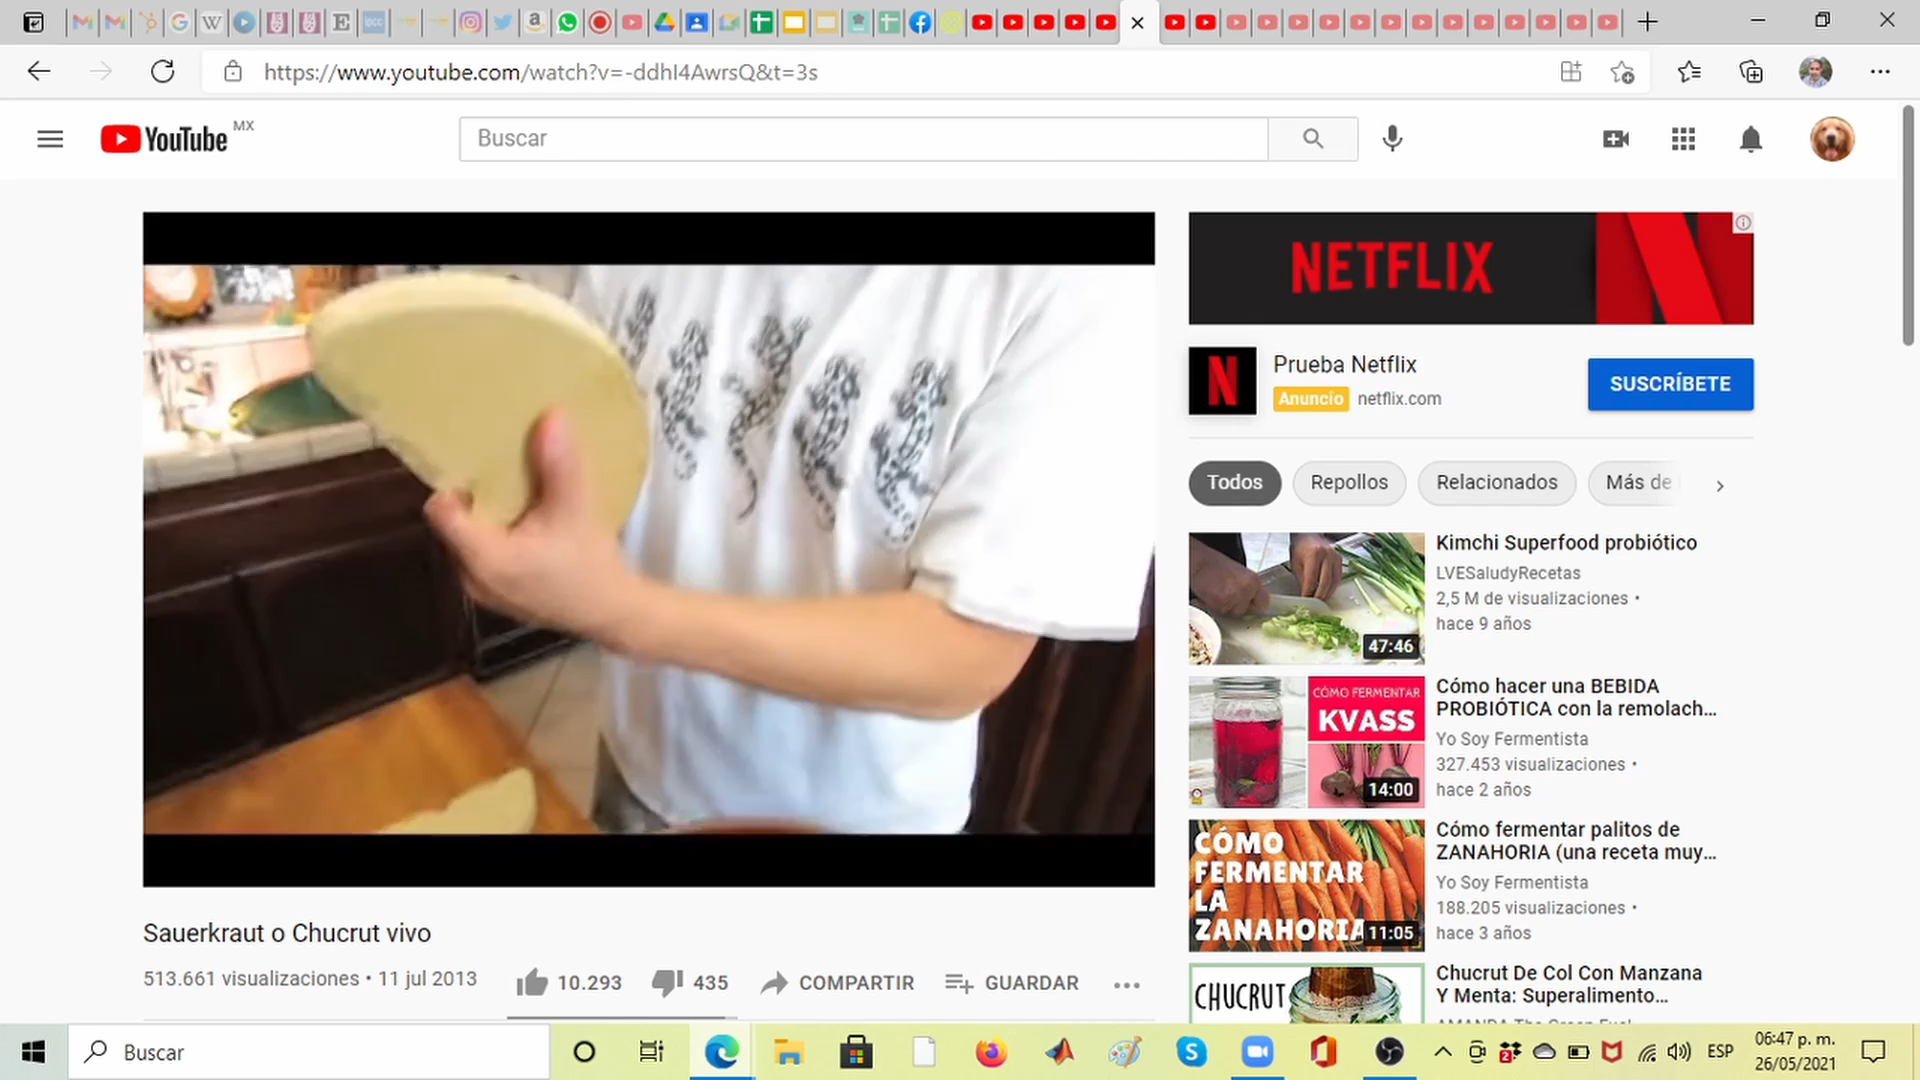 https://www.youtube.com/watch?v=-ddhI4AwrsQ&t=3s
YouTube MX
Buscar
NETFLIX
Prueba Netflix
Anuncio netflix.com
SUSCRÍBETE
Todos
Repollos
Relacionados
Más de
Kimchi Superfood probiótico
LVESaludyRecetas
2,5 M de visualizaciones •
hace 9 años
47:46
CÓMO FERMENTAR
KVASS
14:00
Cómo hacer una BEBIDA
PROBIÓTICA con la remolach...
Yo Soy Fermentista
327.453 visualizaciones •
hace 2 años
CÓMO
FERMENTAR
LA
ZANAHORIA
11:05
Cómo fermentar palitos de
ZANAHORIA (una receta muy...
Yo Soy Fermentista
188.205 visualizaciones •
hace 3 años
CHUCRUT
Chucrut De Col Con Manzana
Y Menta: Superalimento...
Sauerkraut o Chucrut vivo
513.661 visualizaciones • 11 jul 2013
10.293
435
COMPARTIR
GUARDAR
Buscar
ESP
06:47 p. m.
26/05/2021